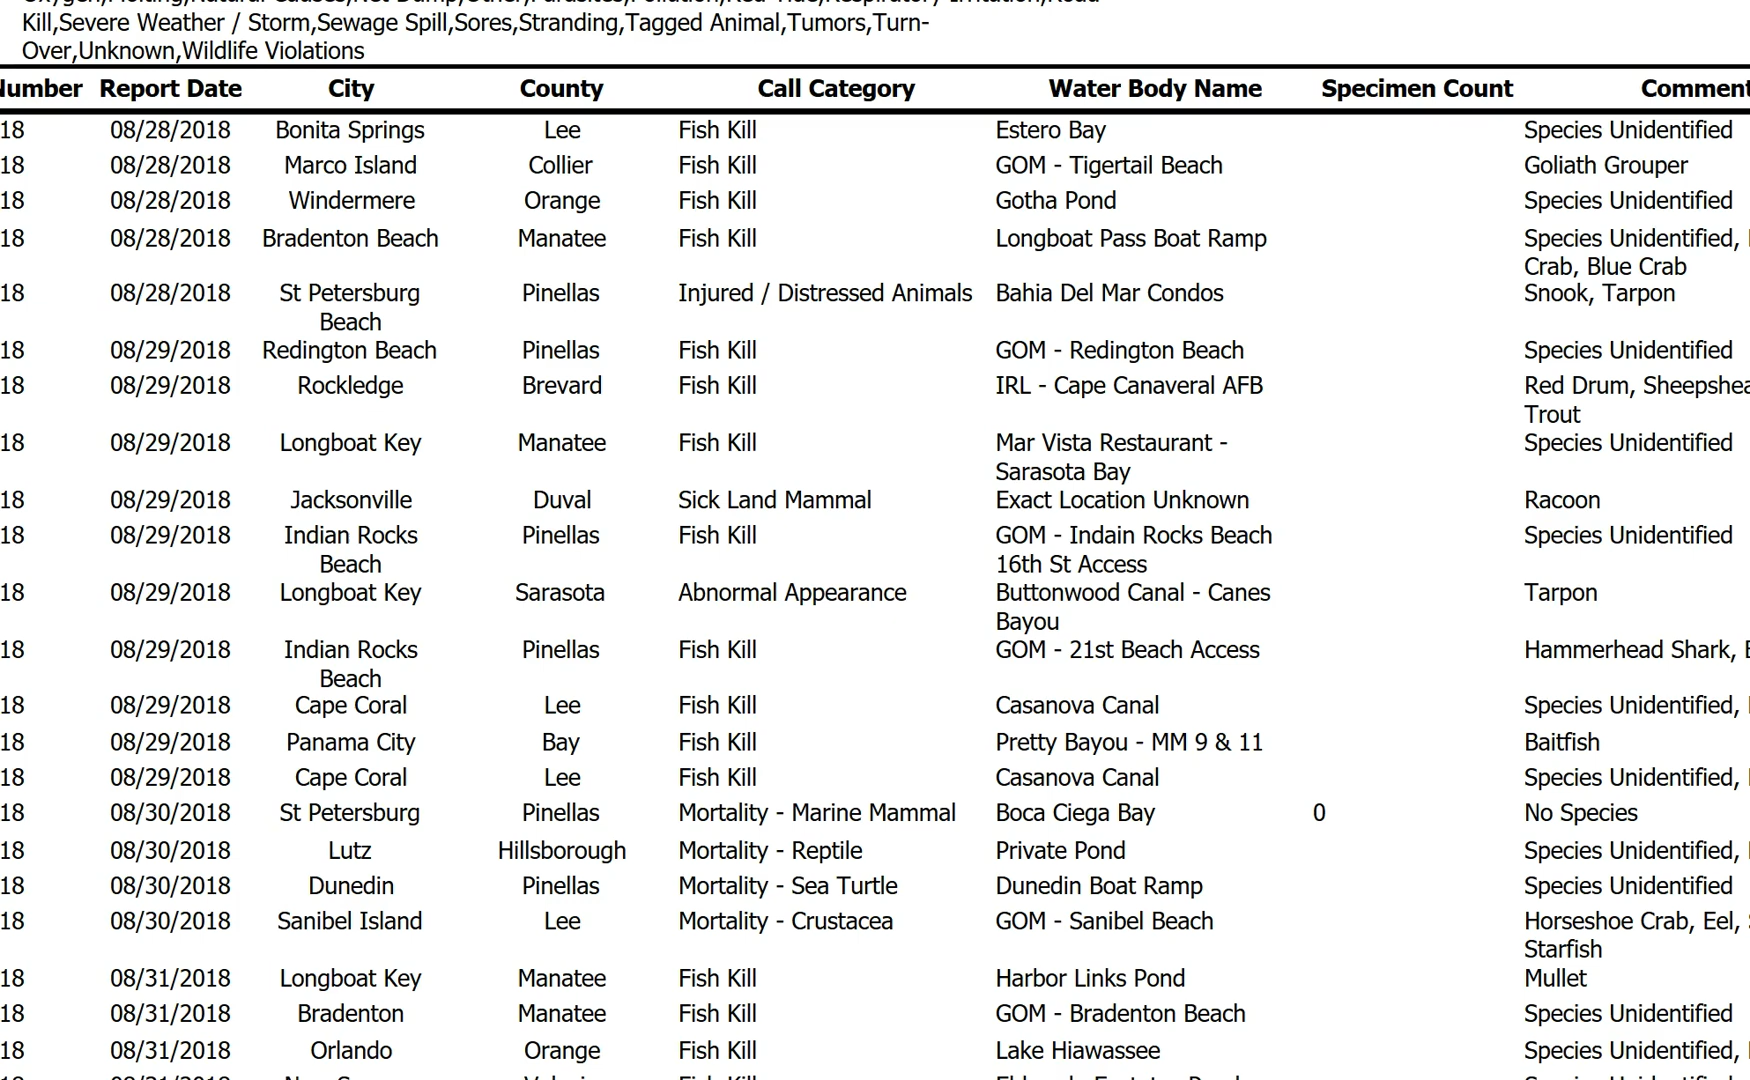 Kill,Severe Weather / Storm,Sewage Spill,Sores,Stranding,Tagged Animal,Tumors,Turn-
Over,Unknown,Wildlife Violations
Number Report Date City County Call Category Water Body Name Specimen Count Comment
18 08/28/2018 Bonita Springs Lee Fish Kill Estero Bay Species Unidentified
18 08/28/2018 Marco Island Collier Fish Kill GOM - Tigertail Beach Goliath Grouper
18 08/28/2018 Windermere Orange Fish Kill Gotha Pond Species Unidentified
18 08/28/2018 Bradenton Beach Manatee Fish Kill Longboat Pass Boat Ramp Species Unidentified,
Crab, Blue Crab
18 08/28/2018 St Petersburg Pinellas Injured / Distressed Animals Bahia Del Mar Condos Snook, Tarpon
Beach
18 08/29/2018 Redington Beach Pinellas Fish Kill GOM - Redington Beach Species Unidentified
18 08/29/2018 Rockledge Brevard Fish Kill IRL - Cape Canaveral AFB Red Drum, Sheepshea
Trout
18 08/29/2018 Longboat Key Manatee Fish Kill Mar Vista Restaurant - Species Unidentified
Sarasota Bay
18 08/29/2018 Jacksonville Duval Sick Land Mammal Exact Location Unknown Racoon
18 08/29/2018 Indian Rocks Pinellas Fish Kill GOM - Indain Rocks Beach Species Unidentified
Beach 16th St Access
18 08/29/2018 Longboat Key Sarasota Abnormal Appearance Buttonwood Canal - Canes Tarpon
Bayou
18 08/29/2018 Indian Rocks Pinellas Fish Kill GOM - 21st Beach Access Hammerhead Shark,
Beach
18 08/29/2018 Cape Coral Lee Fish Kill Casanova Canal Species Unidentified,
18 08/29/2018 Panama City Bay Fish Kill Pretty Bayou - MM 9 & 11 Baitfish
18 08/29/2018 Cape Coral Lee Fish Kill Casanova Canal Species Unidentified,
18 08/30/2018 St Petersburg Pinellas Mortality - Marine Mammal Boca Ciega Bay 0 No Species
18 08/30/2018 Lutz Hillsborough Mortality - Reptile Private Pond Species Unidentified,
18 08/30/2018 Dunedin Pinellas Mortality - Sea Turtle Dunedin Boat Ramp Species Unidentified
18 08/30/2018 Sanibel Island Lee Mortality - Crustacea GOM - Sanibel Beach Horseshoe Crab, Eel,
Starfish
18 08/31/2018 Longboat Key Manatee Fish Kill Harbor Links Pond Mullet
18 08/31/2018 Bradenton Manatee Fish Kill GOM - Bradenton Beach Species Unidentified
18 08/31/2018 Orlando Orange Fish Kill Lake Hiawassee Species Unidentified,